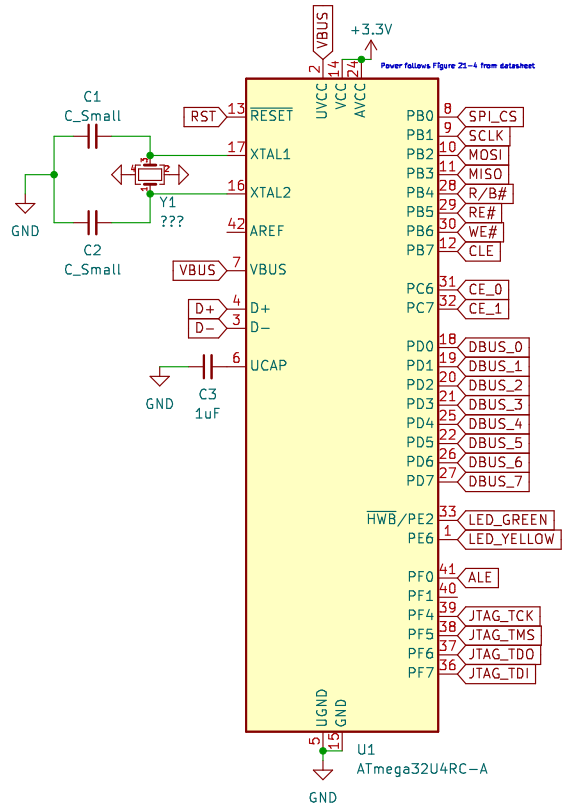 VBUS
+3.3V
Power follows Figure 21-4 from datasheet
2
14
24
UVCC
VCC
AVCC
RST
13
RESET
C1
C_Small
17
XTAL1
3
4
2
1
16
XTAL2
Y1
???
GND
C2
C_Small
42
AREF
VBUS
7
VBUS
D+
4
D+
D-
3
D-
6
UCAP
GND
C3
1uF
PB0 8 SPI_CS
PB1 9 SCLK
PB2 10 MOSI
PB3 11 MISO
PB4 28 R/B#
PB5 29 RE#
PB6 30 WE#
PB7 12 CLE
PC6 31 CE_0
PC7 32 CE_1
PD0 18 DBUS_0
PD1 19 DBUS_1
PD2 20 DBUS_2
PD3 21 DBUS_3
PD4 25 DBUS_4
PD5 22 DBUS_5
PD6 26 DBUS_6
PD7 27 DBUS_7
HWB/PE2 33 LED_GREEN
PE6 1 LED_YELLOW
PF0 41 ALE
PF1 40
PF4 39 JTAG_TCK
PF5 38 JTAG_TMS
PF6 37 JTAG_TDO
PF7 36 JTAG_TDI
UGND
GND
5
15
U1
ATmega32U4RC-A
GND